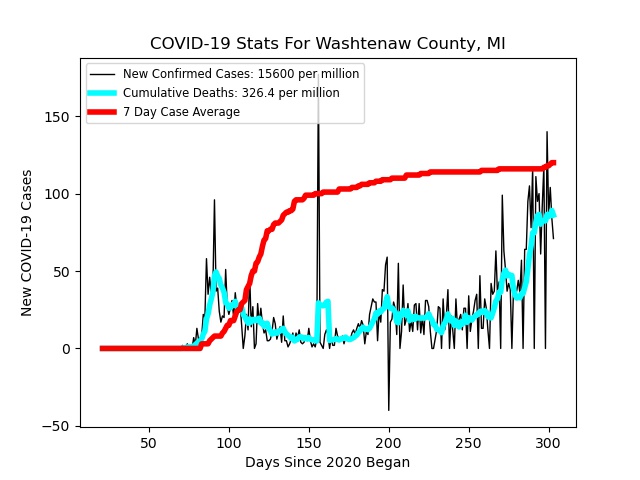 COVID-19 Stats For Washtenaw County, MI
New Confirmed Cases: 15600 per million
Cumulative Deaths: 326.4 per million
7 Day Case Average
150
100
50
0
−50
New COVID-19 Cases
50 100 150 200 250 300
Days Since 2020 Began